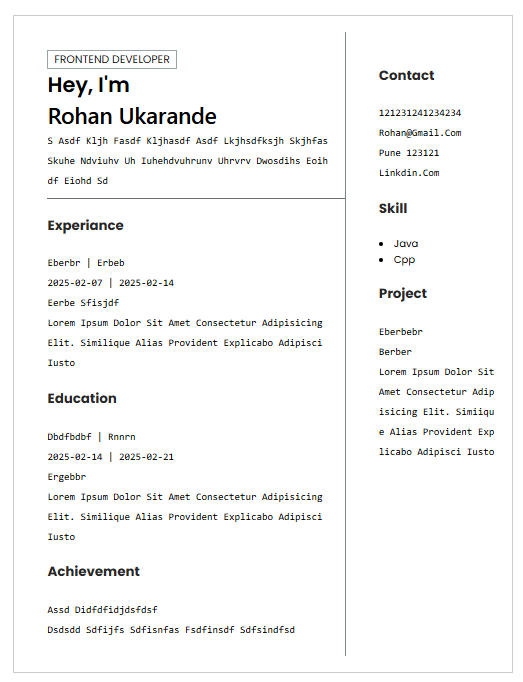 FRONTEND DEVELOPER
Hey, I'm
Rohan Ukarande
S Asdf Kljh Fasdf Kljhasdf Asdf Lkjhsdfksjh Skjhfas
Skuhe Ndviuhv Uh Iuhehdvuhrunv Uhrvrv Dwosdihs Eoih
df Eiohd Sd
Experiance
Eberbr | Erbeb
2025-02-07 | 2025-02-14
Eerbe Sfisjdf
Lorem Ipsum Dolor Sit Amet Consectetur Adipisicing
Elit. Similique Alias Provident Explicabo Adipisci
Iusto
Education
Dbdfbdbf | Rnnrn
2025-02-14 | 2025-02-21
Ergebbr
Lorem Ipsum Dolor Sit Amet Consectetur Adipisicing
Elit. Similique Alias Provident Explicabo Adipisci
Iusto
Achievement
Assd Didfdfidjdsfdsf
Dsdsdd Sdfijfs Sdfisnfas Fsdfinsdf Sdfsindfsd
Contact
121231241234234
Rohan@Gmail.Com
Pune 123121
Linkdin.Com
Skill
Java
Cpp
Project
Eberbebr
Berber
Lorem Ipsum Dolor Sit
Amet Consectetur Adip
isicing Elit. Simiiqu
e Alias Provident Exp
licabo Adipisci Iusto